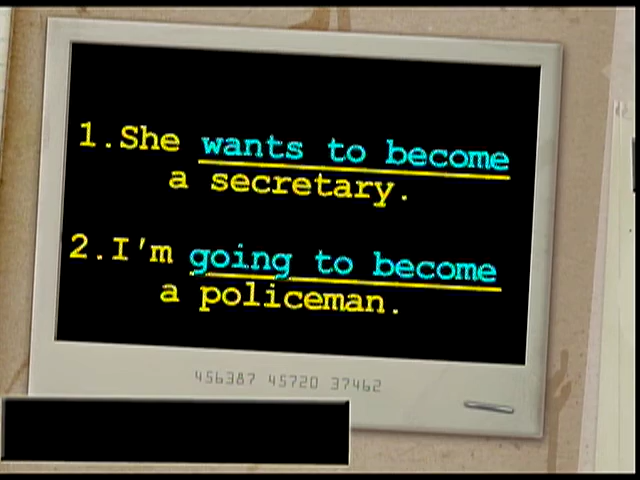 1.She wants to become
a secretary.
2.I'm going to become
a policeman.
456387 45720 37462